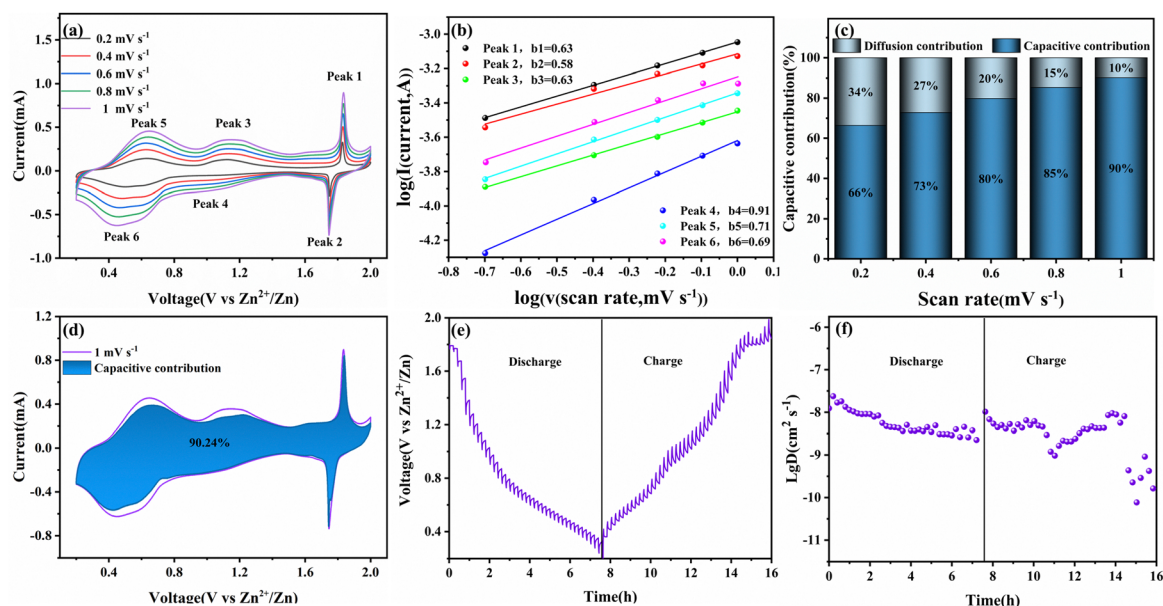 (a)
0.2 mV s⁻¹
0.4 mV s⁻¹
0.6 mV s⁻¹
0.8 mV s⁻¹
1 mV s⁻¹
Peak 1
Peak 5
Peak 3
Peak 4
Peak 6
Peak 2
1.5
1.0
0.5
0.0
-0.5
-1.0
Current(mA)
0.4
0.8
1.2
1.6
2.0
Voltage(V vs Zn²⁺/Zn)
(b)
Peak 1，b1=0.63
Peak 2，b2=0.58
Peak 3，b3=0.63
Peak 4，b4=0.91
Peak 5，b5=0.71
Peak 6，b6=0.69
-3.0
-3.2
-3.4
-3.6
-3.8
-4.0
-4.2
log(I(current,A))
-0.8
-0.7
-0.6
-0.5
-0.4
-0.3
-0.2
-0.1
0.0
0.1
log(v(scan rate,mV s⁻¹))
(c)
Diffusion contribution
Capacitive contribution
34%
27%
20%
15%
10%
66%
73%
80%
85%
90%
100
80
60
40
20
0
Capacitive contribution(%)
0.2
0.4
0.6
0.8
1
Scan rate(mV s⁻¹)
(d)
1 mV s⁻¹
Capacitive contribution
90.24%
1.2
0.8
0.4
0.0
-0.4
-0.8
Current(mA)
0.4
0.8
1.2
1.6
2.0
Voltage(V vs Zn²⁺/Zn)
(e)
Discharge
Charge
2.0
1.6
1.2
0.8
0.4
Voltage(V vs Zn²⁺/Zn)
0
2
4
6
8
10
12
14
16
Time(h)
(f)
Discharge
Charge
-6
-7
-8
-9
-10
-11
LgD(cm² s⁻¹)
0
2
4
6
8
10
12
14
16
Time(h)